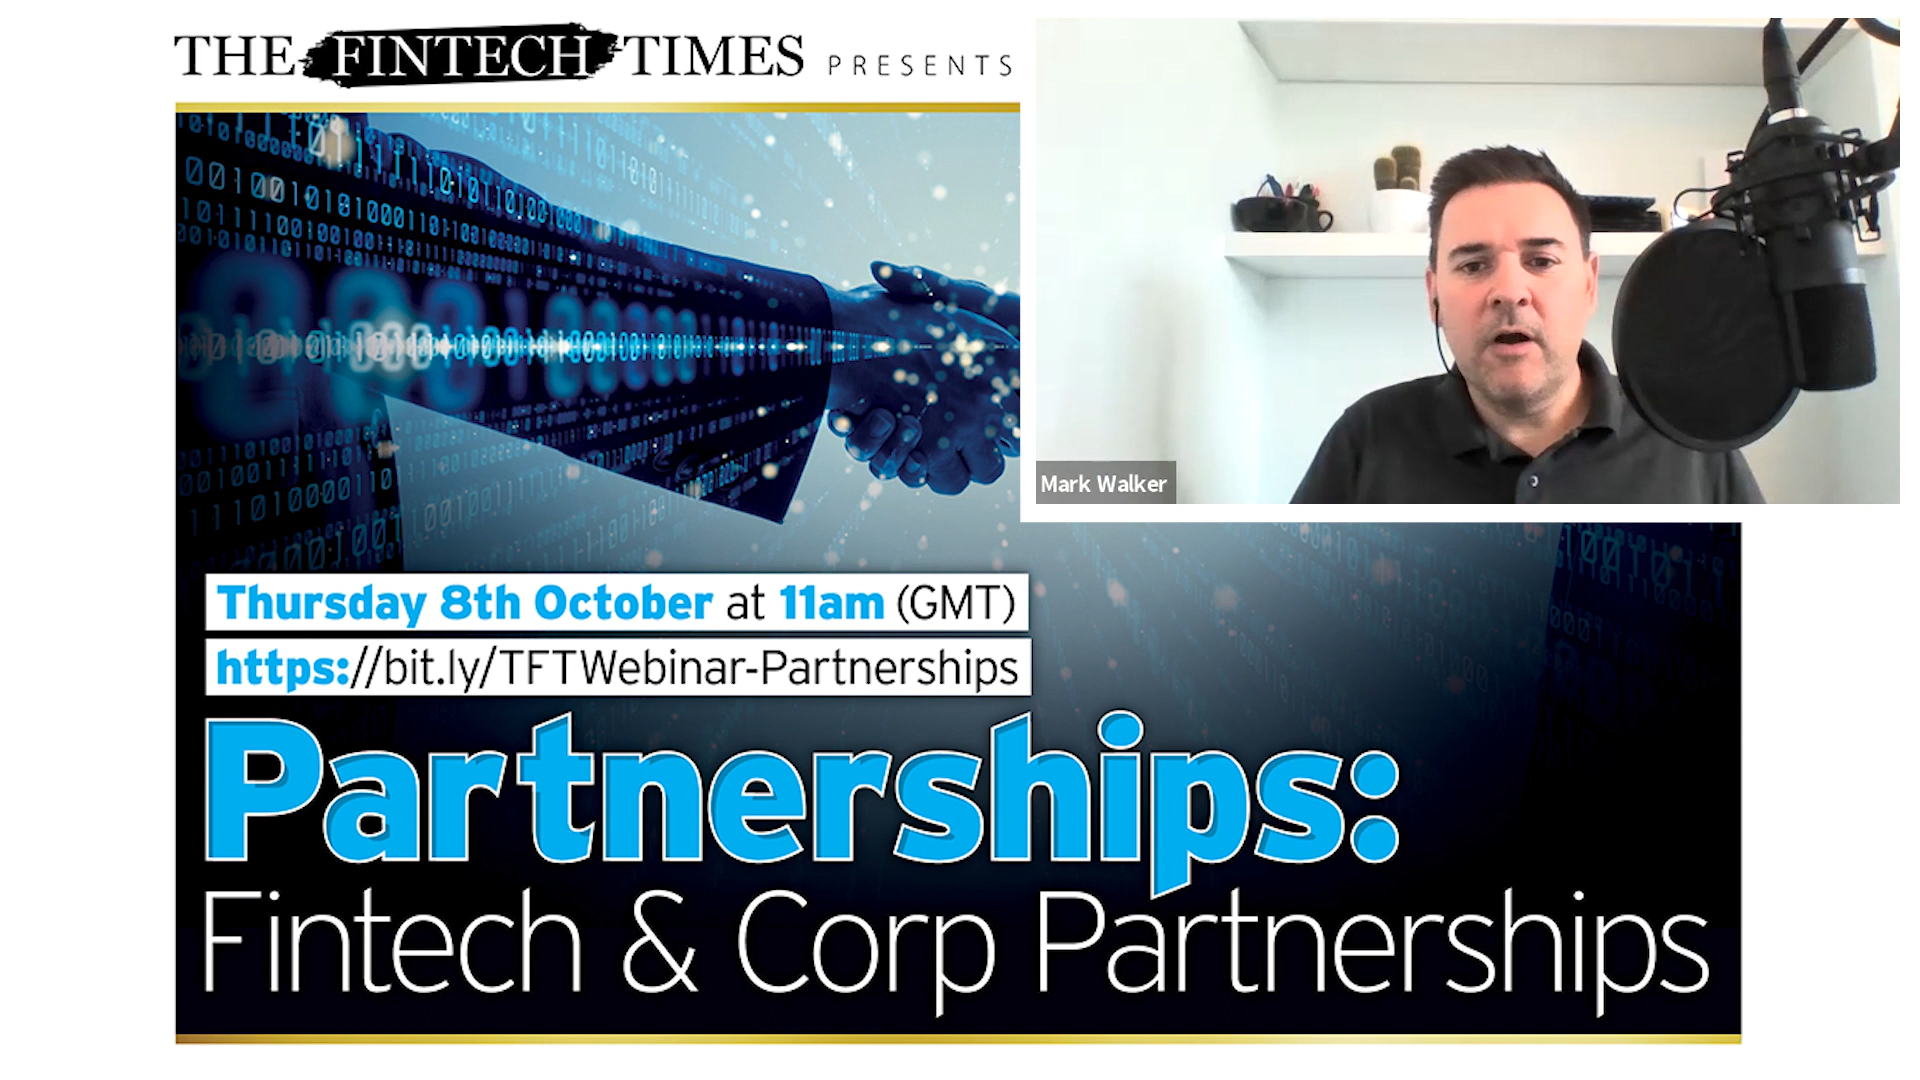 THE FINTECH TIMES PRESENTS
Mark Walker
Thursday 8th October at 11am (GMT)
https://bit.ly/TFTWebinar-Partnerships
Partnerships:
Fintech & Corp Partnerships